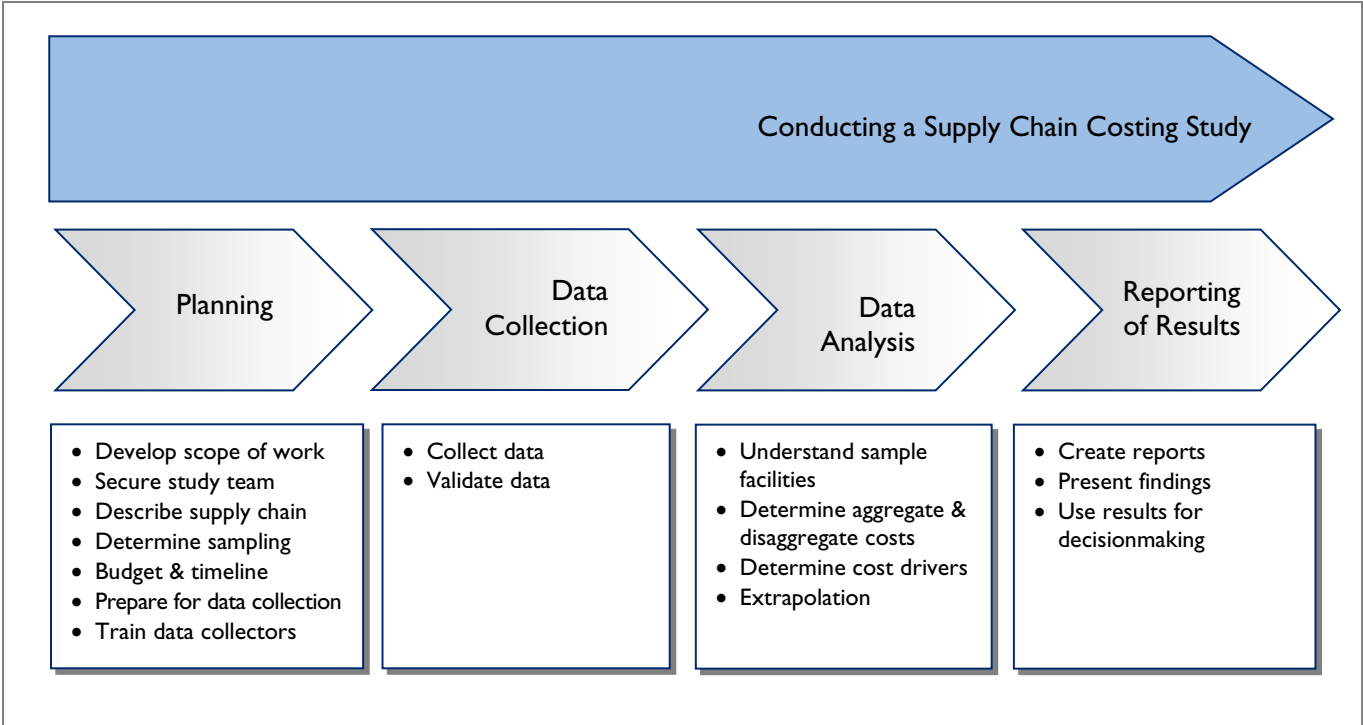 Conducting a Supply Chain Costing Study
Planning
Data
Collection
Data
Analysis
Reporting
of Results
• Develop scope of work
• Secure study team
• Describe supply chain
• Determine sampling
• Budget & timeline
• Prepare for data collection
• Train data collectors
• Collect data
• Validate data
• Understand sample
facilities
• Determine aggregate &
disaggregate costs
• Determine cost drivers
• Extrapolation
• Create reports
• Present findings
• Use results for
decisionmaking